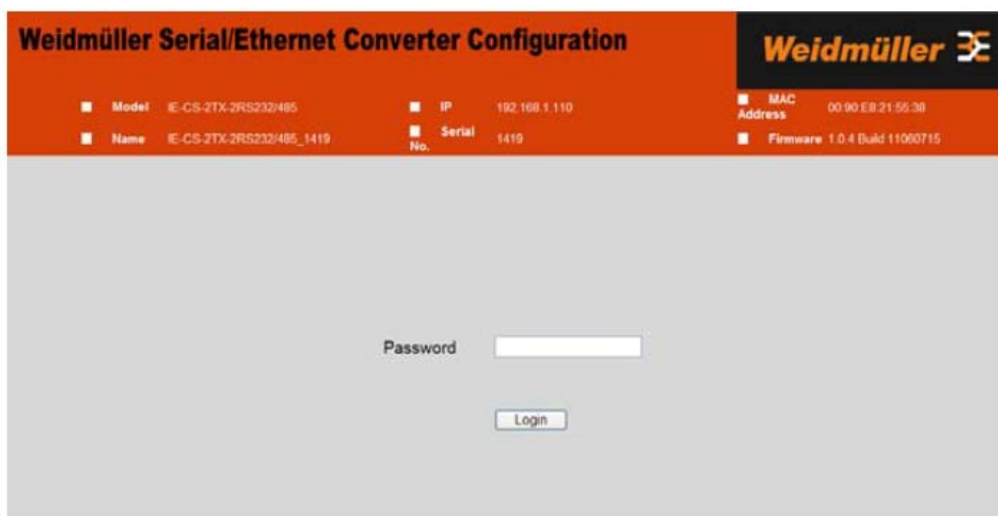 Weidmüller Serial/Ethernet Converter Configuration
Weidmüller
Model IE-CS-2TX-2RS232/485
IP 192.168.1.110
MAC Address 00:90:E8:21:55:38
Name IE-CS-2TX-2RS232/485_1419
Serial No. 1419
Firmware 1.0.4 Build 11060715
Password
Login